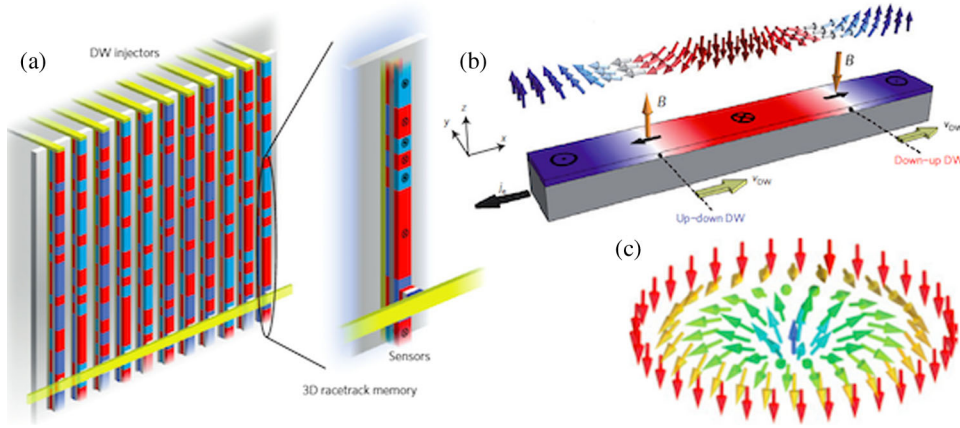 (a)
DW injectors
Sensors
3D racetrack memory
(b)
B
B
z
y
x
v_DW
Down-up DW
v_DW
j_e
Up-down DW
(c)